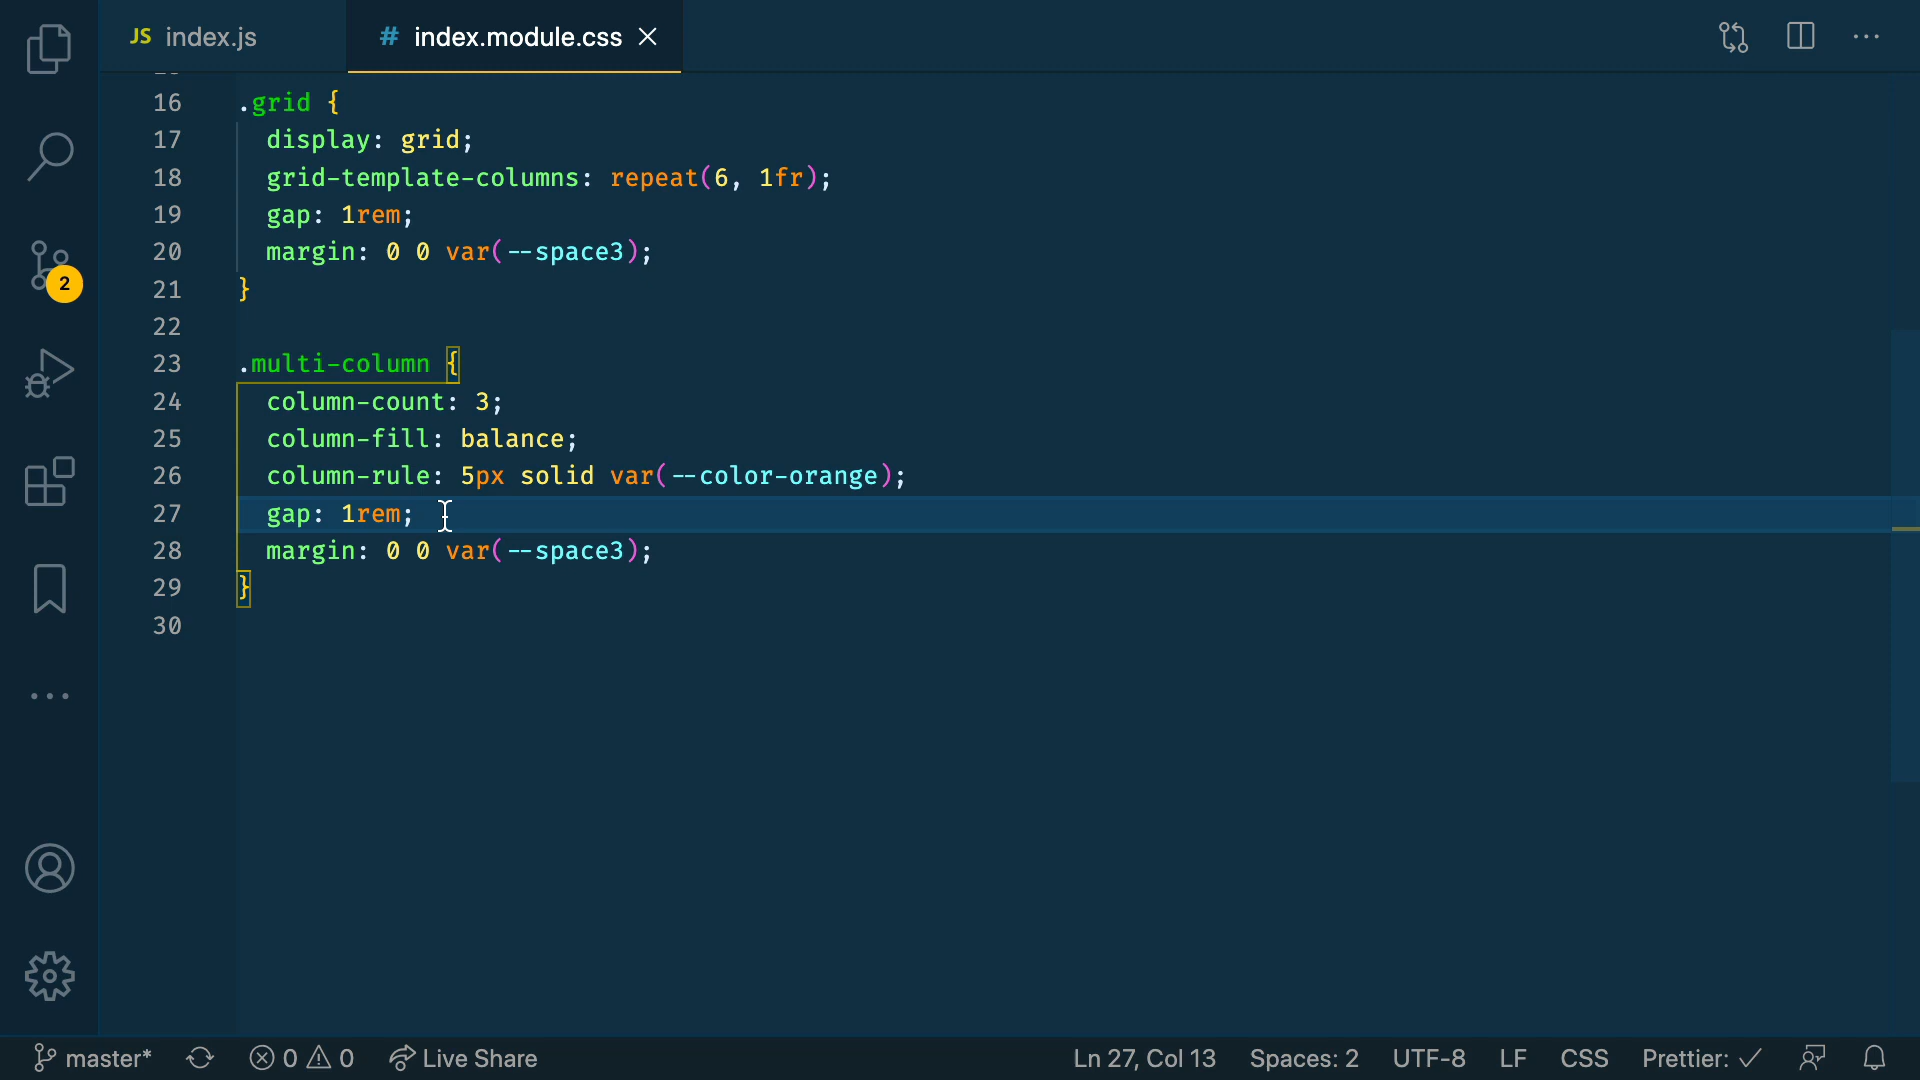 JS index.js
# index.module.css
16 .grid {
17 display: grid;
18 grid-template-columns: repeat(6, 1fr);
19 gap: 1rem;
20 margin: 0 0 var(--space3);
21 }
22
23 .multi-column {
24 column-count: 3;
25 column-fill: balance;
26 column-rule: 5px solid var(--color-orange);
27 gap: 1rem;
28 margin: 0 0 var(--space3);
29 }
30
2
master* 0 0 Live Share Ln 27, Col 13 Spaces: 2 UTF-8 LF CSS Prettier: ✓